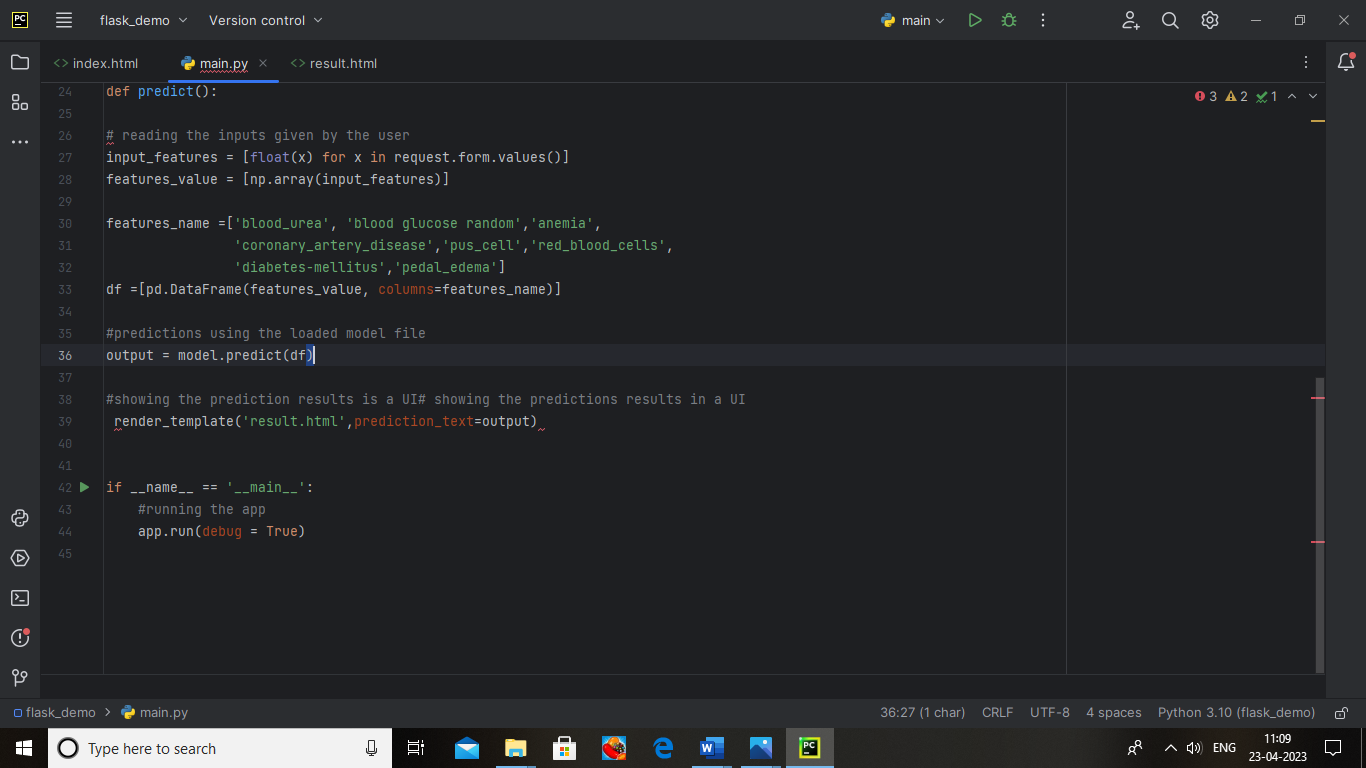 PC flask_demo Version control main
index.html main.py result.html
3 2 1
24 def predict():
25
26 # reading the inputs given by the user
27 input_features = [float(x) for x in request.form.values()]
28 features_value = [np.array(input_features)]
29
30 features_name =['blood_urea', 'blood glucose random','anemia',
31 'coronary_artery_disease','pus_cell','red_blood_cells',
32 'diabetes-mellitus','pedal_edema']
33 df =[pd.DataFrame(features_value, columns=features_name)]
34
35 #predictions using the loaded model file
36 output = model.predict(df)
37
38 #showing the prediction results is a UI# showing the predictions results in a UI
39 render_template('result.html',prediction_text=output)
40
41
42 if __name__ == '__main__':
43 #running the app
44 app.run(debug = True)
45
flask_demo > main.py 36:27 (1 char) CRLF UTF-8 4 spaces Python 3.10 (flask_demo)
Type here to search W PC ENG 11:09
23-04-2023